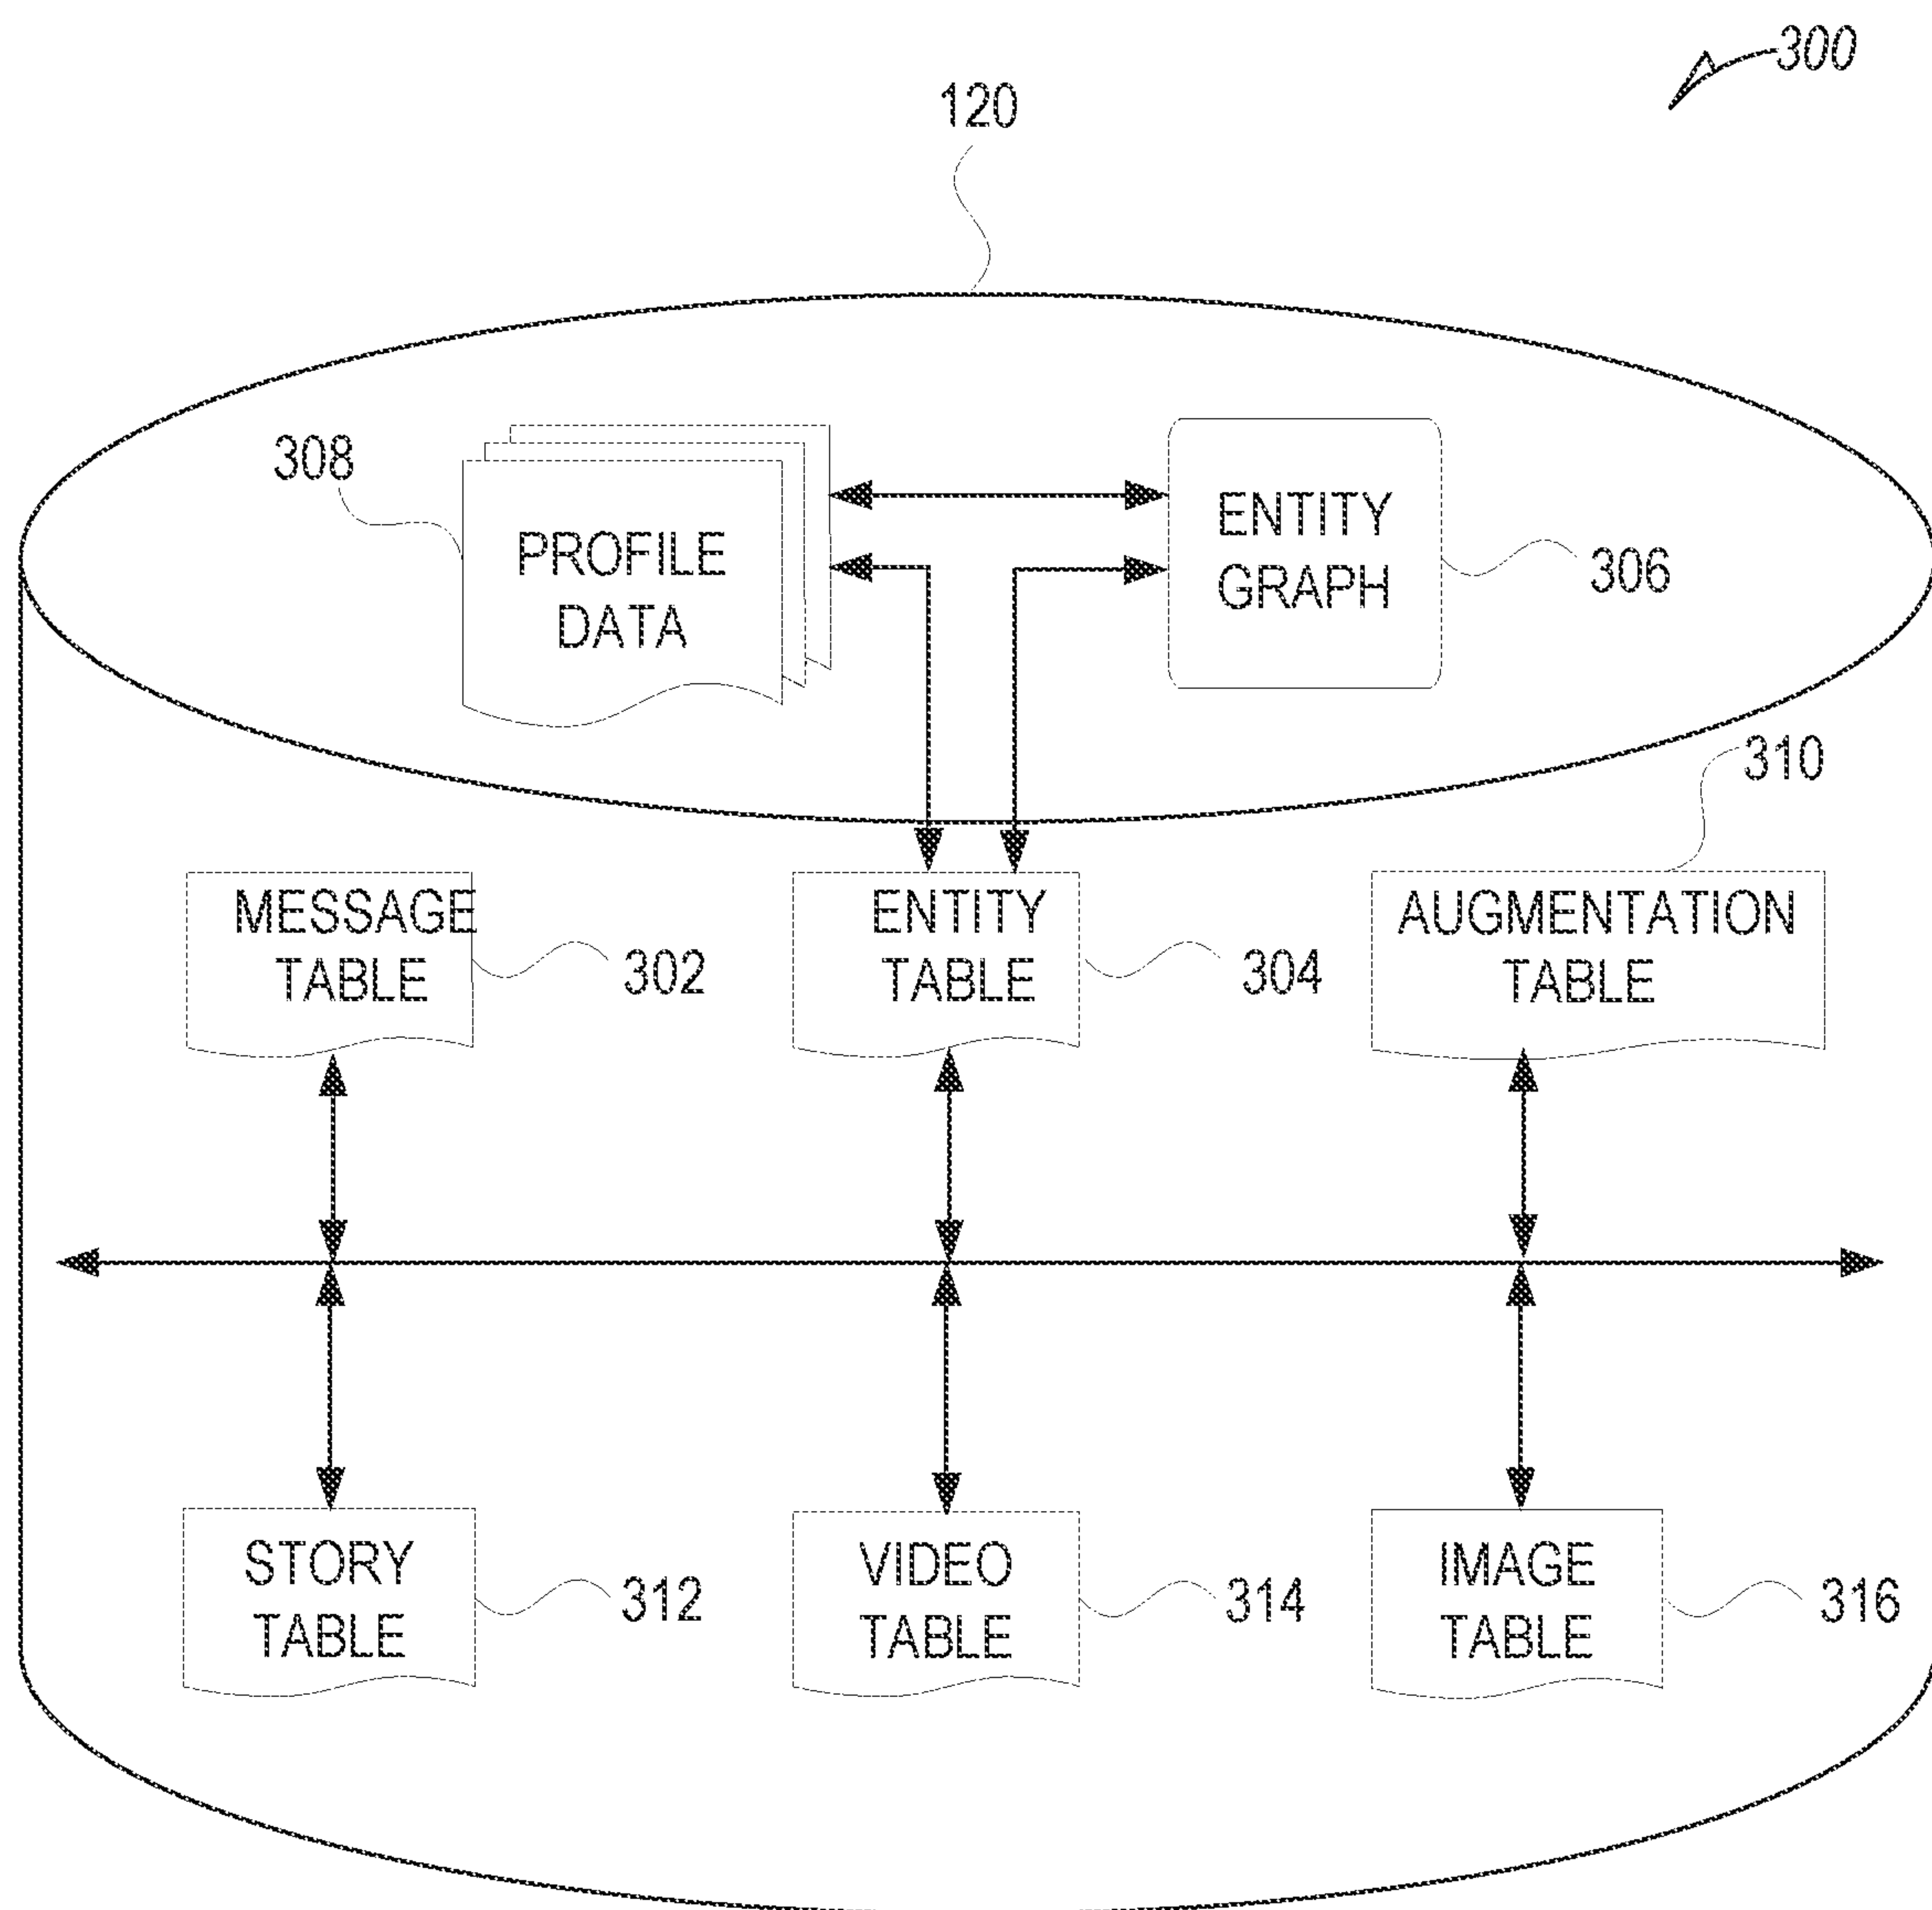 300
120
308
PROFILE
DATA
ENTITY
GRAPH
306
310
MESSAGE
TABLE
302
ENTITY
TABLE
304
AUGMENTATION
TABLE
STORY
TABLE
312
VIDEO
TABLE
314
IMAGE
TABLE
316